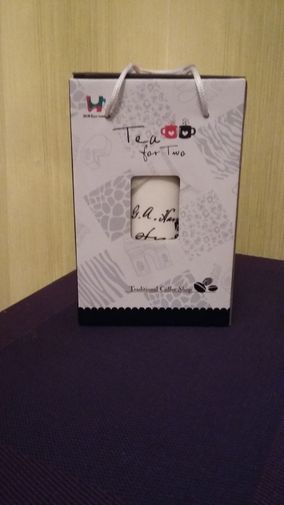 Tea
for Two
G. A.
Traditional Coffee Shop